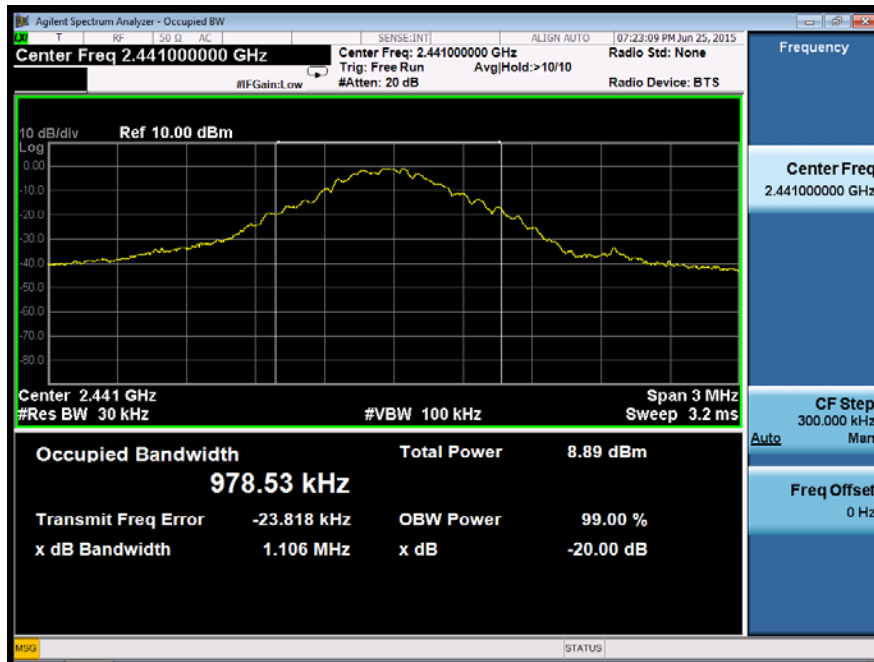 Agilent Spectrum Analyzer - Occupied BW
T RF 50 Ω AC SENSE:INT ALIGN AUTO 07:23:09 PM Jun 25, 2015
Center Freq 2.441000000 GHz
Center Freq: 2.441000000 GHz Radio Std: None
Trig: Free Run Avg|Hold:>10/10
#IFGain:Low #Atten: 20 dB Radio Device: BTS
Frequency
10 dB/div Ref 10.00 dBm
Log
0.00
-10.0
-20.0
-30.0
-40.0
-50.0
-60.0
-70.0
-80.0
Center 2.441 GHz Span 3 MHz
#Res BW 30 kHz #VBW 100 kHz Sweep 3.2 ms
Center Freq
2.441000000 GHz
CF Step
300.000 kHz
Auto Man
Freq Offset
0 Hz
Occupied Bandwidth Total Power 8.89 dBm
978.53 kHz
Transmit Freq Error -23.818 kHz OBW Power 99.00 %
x dB Bandwidth 1.106 MHz x dB -20.00 dB
MSG STATUS